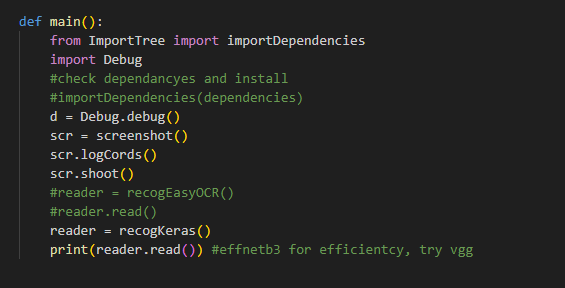 def main():
    from ImportTree import importDependencies
    import Debug
    #check dependancyes and install
    #importDependencies(dependencies)
    d = Debug.debug()
    scr = screenshot()
    scr.logCords()
    scr.shoot()
    #reader = recogEasyOCR()
    #reader.read()
    reader = recogKeras()
    print(reader.read()) #effnetb3 for efficientcy, try vgg